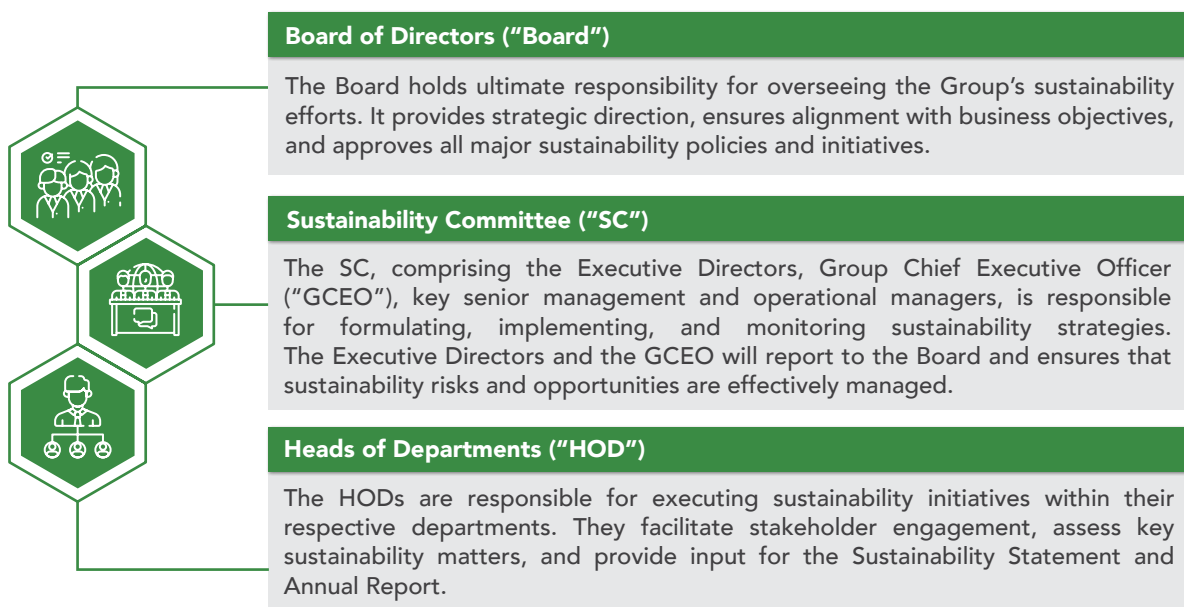 Board of Directors (“Board”)
The Board holds ultimate responsibility for overseeing the Group’s sustainability
efforts. It provides strategic direction, ensures alignment with business objectives,
and approves all major sustainability policies and initiatives.
Sustainability Committee (“SC”)
The SC, comprising the Executive Directors, Group Chief Executive Officer
(“GCEO”), key senior management and operational managers, is responsible
for formulating, implementing, and monitoring sustainability strategies.
The Executive Directors and the GCEO will report to the Board and ensures that
sustainability risks and opportunities are effectively managed.
Heads of Departments (“HOD”)
The HODs are responsible for executing sustainability initiatives within their
respective departments. They facilitate stakeholder engagement, assess key
sustainability matters, and provide input for the Sustainability Statement and
Annual Report.